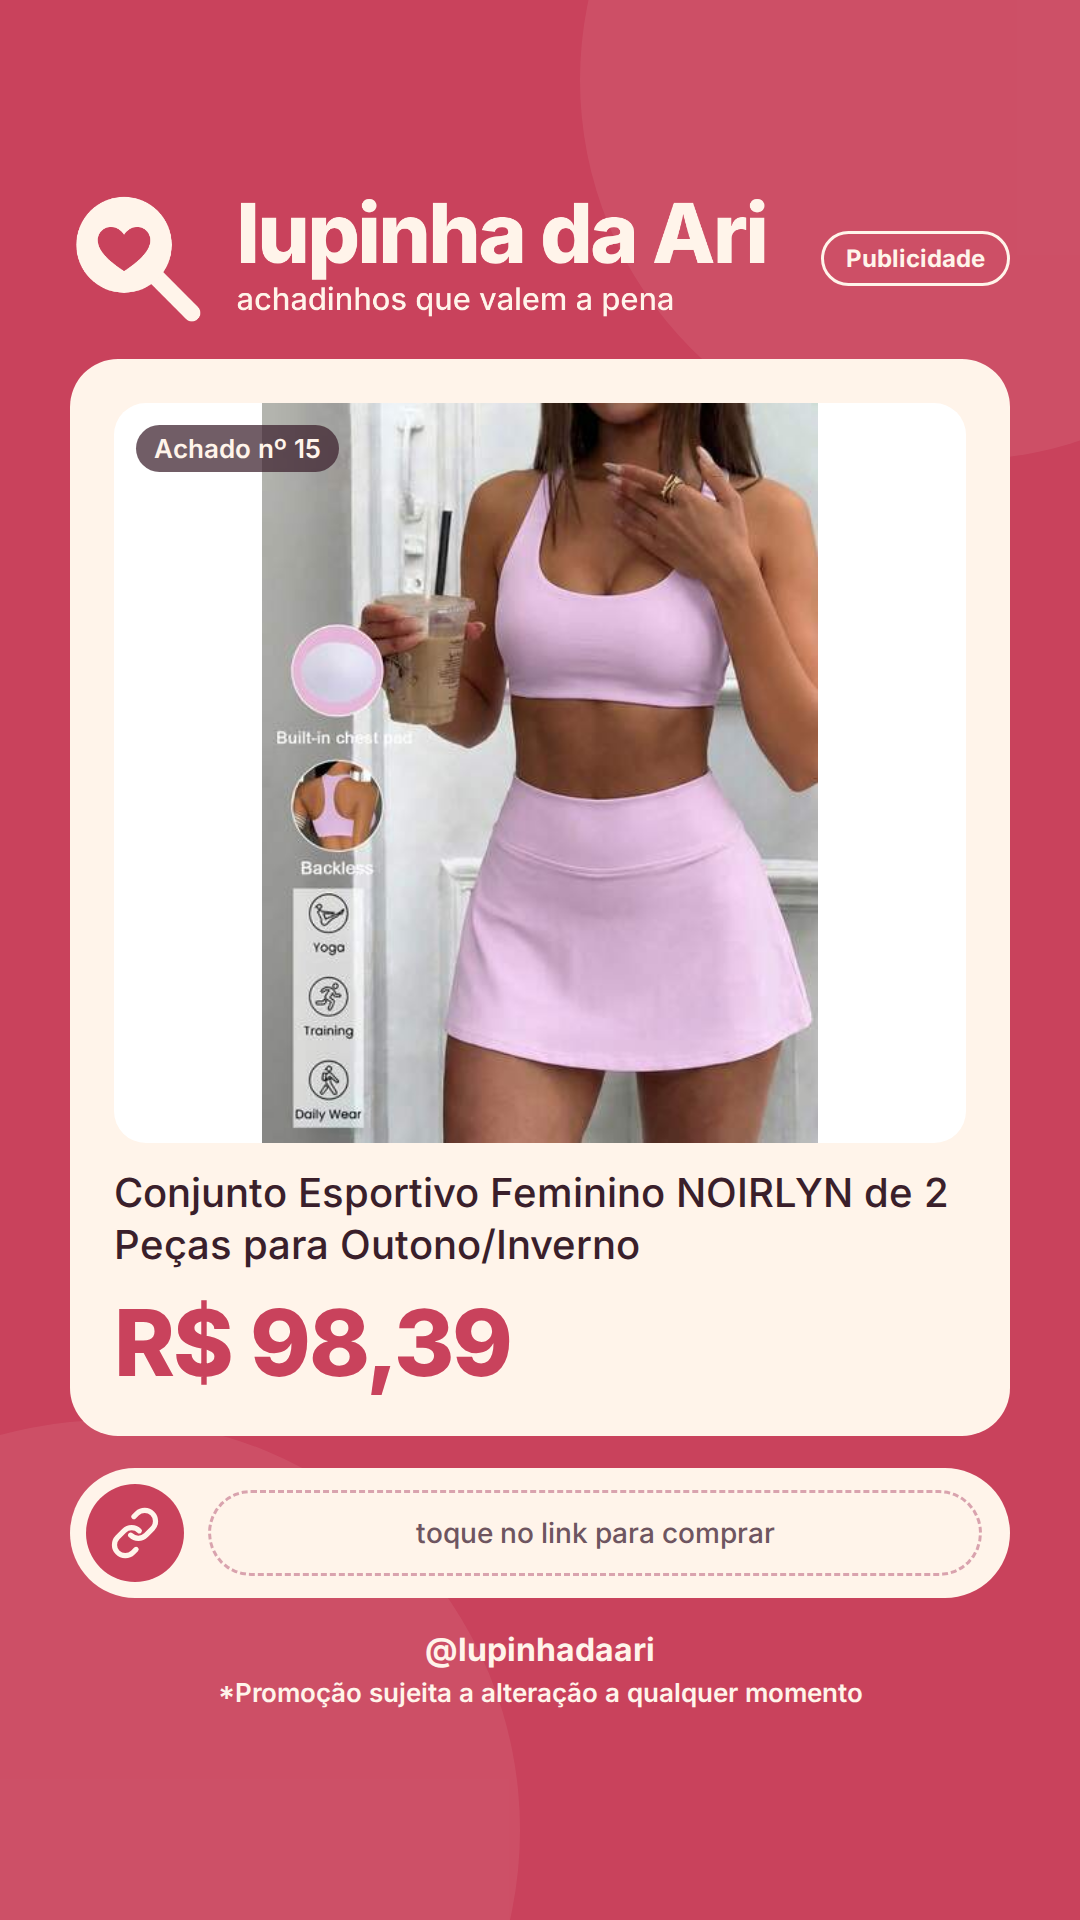 lupinha da Ari
achadinhos que valem a pena
Publicidade
Achado nº 15
Built-in chest pad
Backless
Yoga
Training
Daily Wear
Conjunto Esportivo Feminino NOIRLYN de 2
Peças para Outono/Inverno
R$ 98,39
toque no link para comprar
@lupinhadaari
*Promoção sujeita a alteração a qualquer momento